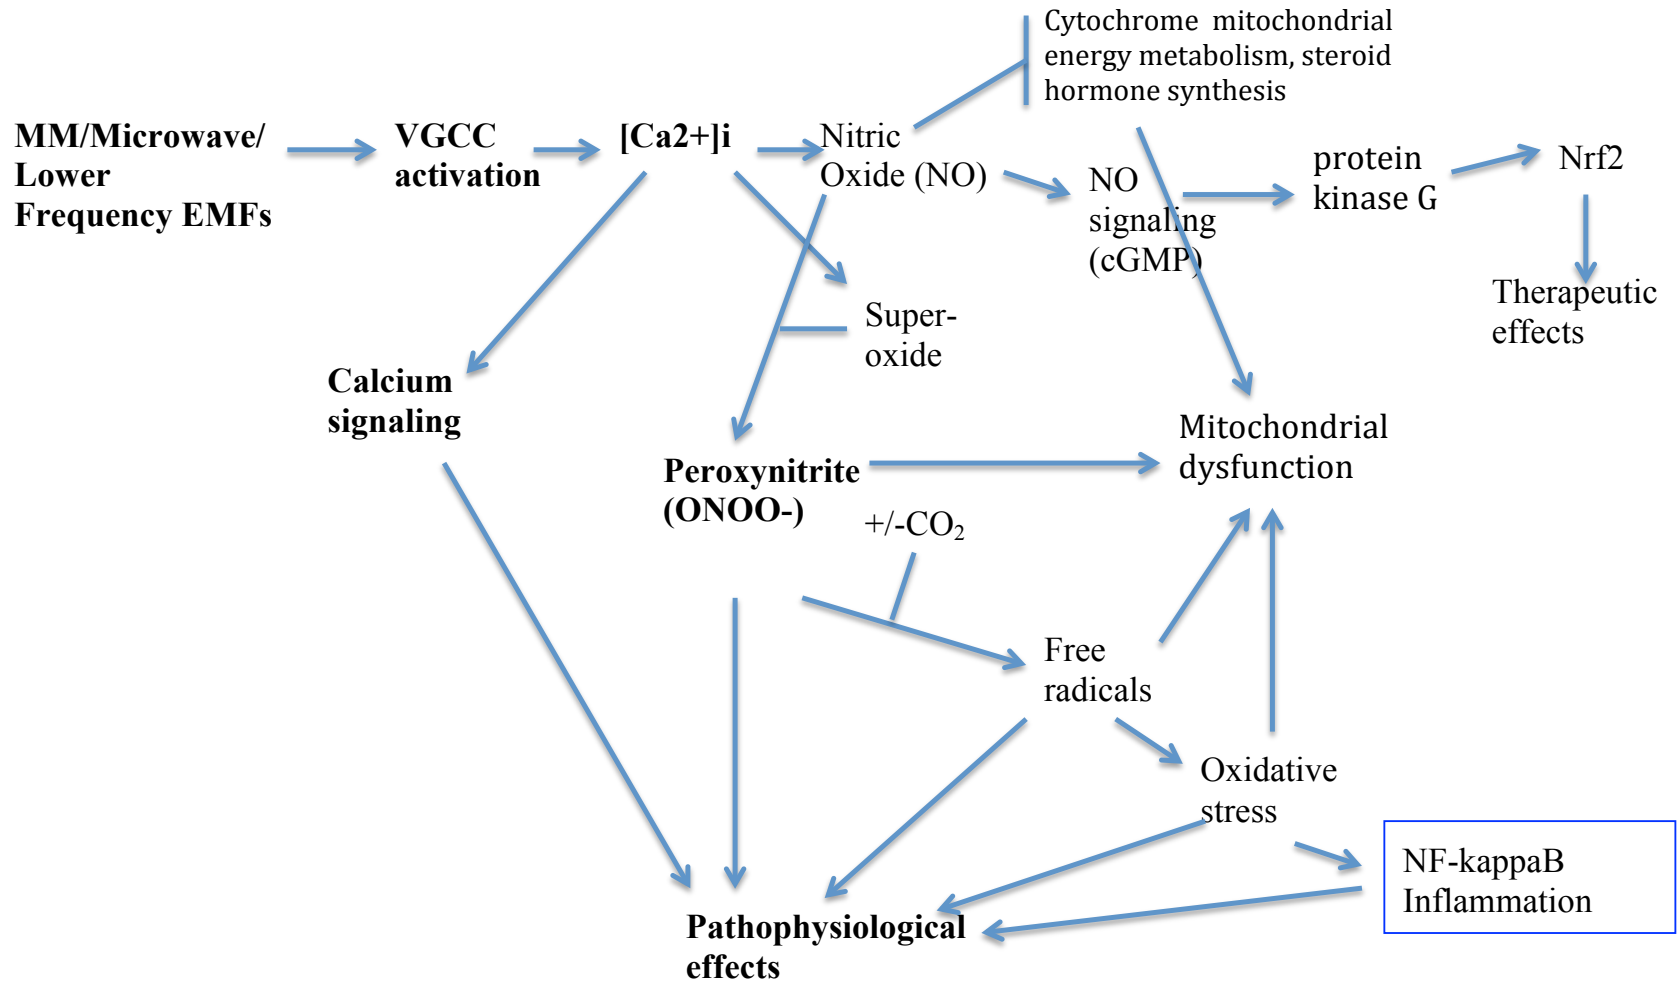 Cytochrome mitochondrial
energy metabolism, steroid
hormone synthesis
MM/Microwave/
Lower
Frequency EMFs
VGCC
activation
[Ca2+]i
Nitric
Oxide (NO)
NO
signaling
(cGMP)
protein
kinase G
Nrf2
Therapeutic
effects
Super-
oxide
Calcium
signaling
Peroxynitrite
(ONOO-)
Mitochondrial
dysfunction
+/-CO₂
Free
radicals
Oxidative
stress
NF-kappaB
Inflammation
Pathophysiological
effects